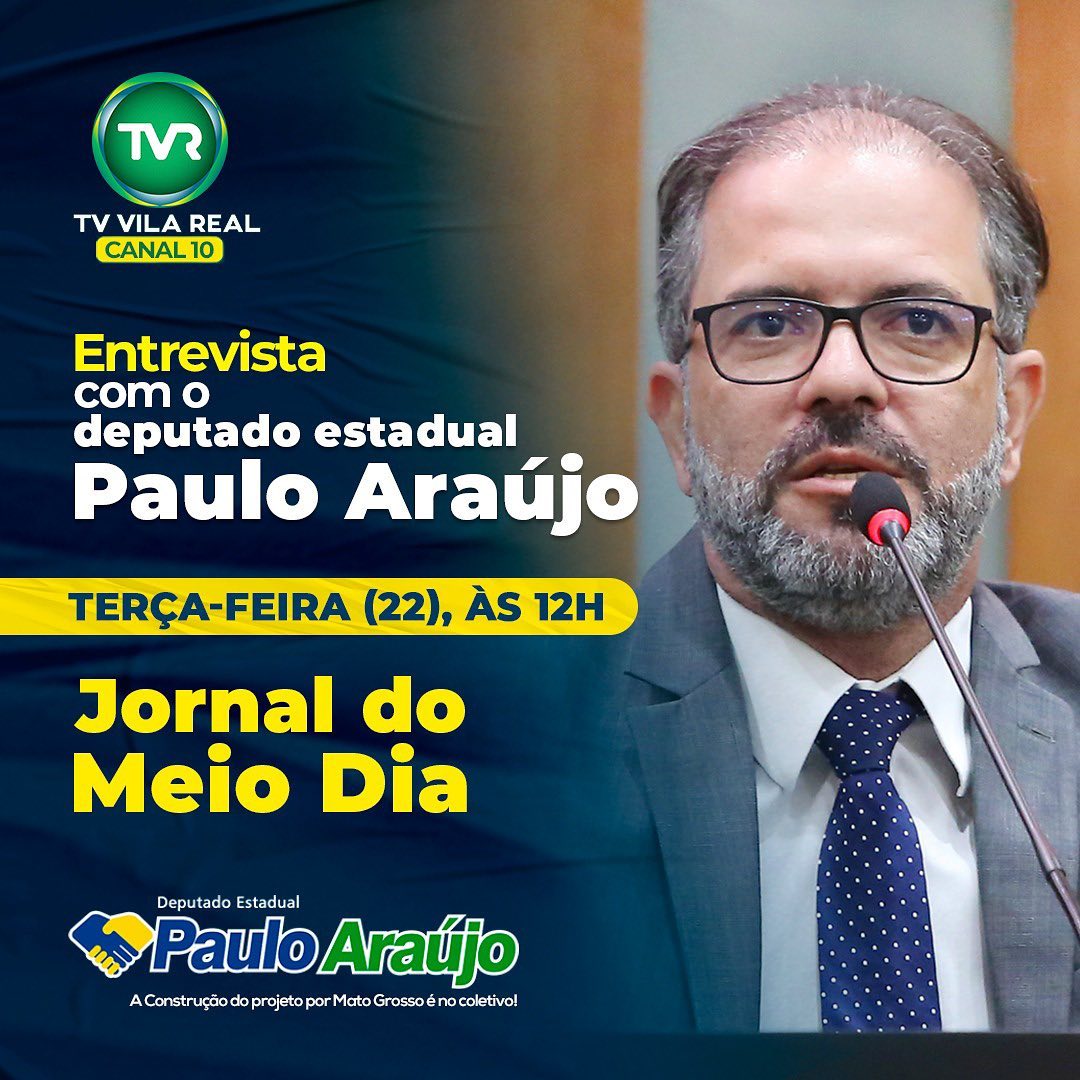 TVR
TV VILA REAL
CANAL 10
Entrevista
com o
deputado estadual
Paulo Araújo
TERÇA-FEIRA (22), ÀS 12H
Jornal do
Meio Dia
Deputado Estadual
Paulo Araújo
A Construção do projeto por Mato Grosso é no coletivo!